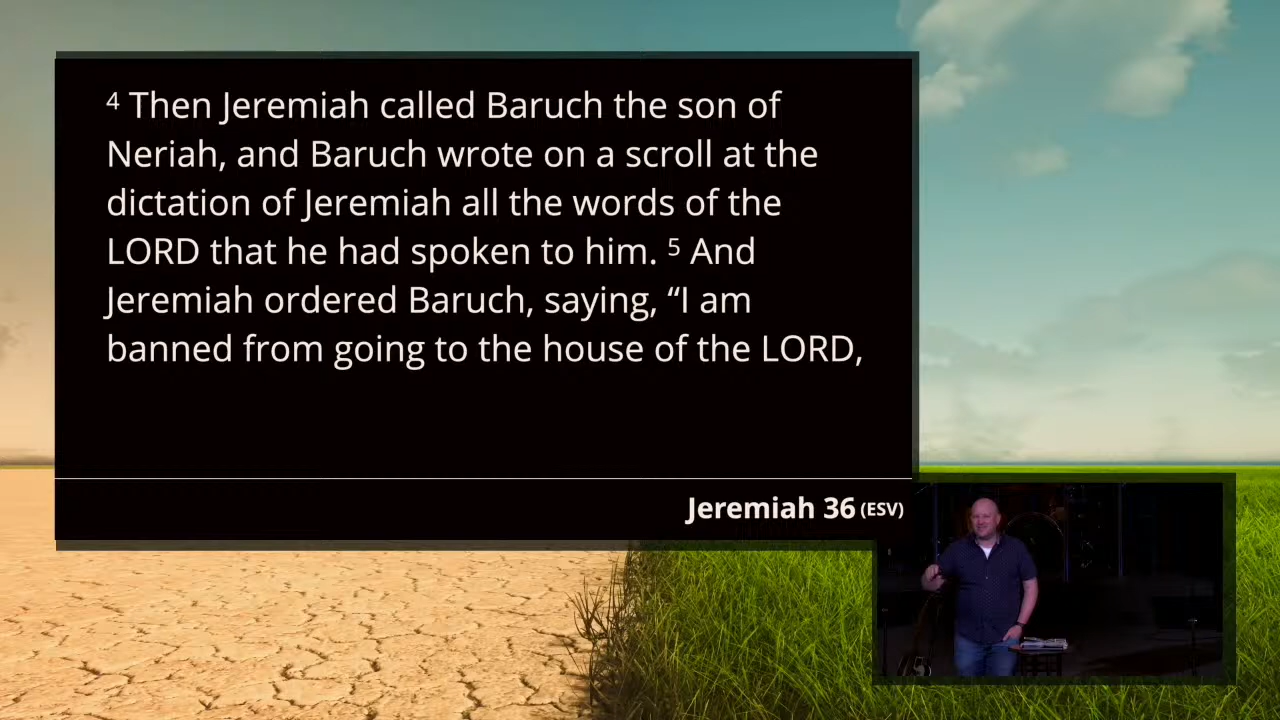 4 Then Jeremiah called Baruch the son of
Neriah, and Baruch wrote on a scroll at the
dictation of Jeremiah all the words of the
LORD that he had spoken to him. 5 And
Jeremiah ordered Baruch, saying, “I am
banned from going to the house of the LORD,
Jeremiah 36 (ESV)